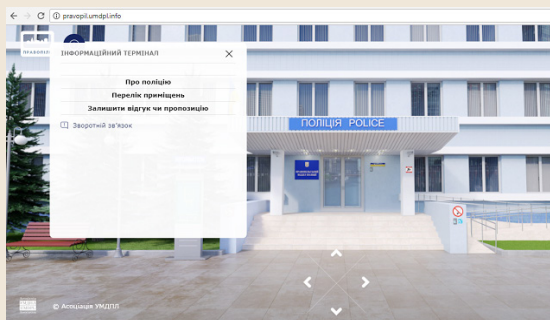 pravopil.umdpl.info
ПРАВОПІЛ
ІНФОРМАЦІЙНИЙ ТЕРМІНАЛ
Про поліцію
Перелік приміщень
Залишити відгук чи пропозицію
Зворотній зв'язок
ПОЛІЦІЯ POLICE
© Асоціація УМДПЛ